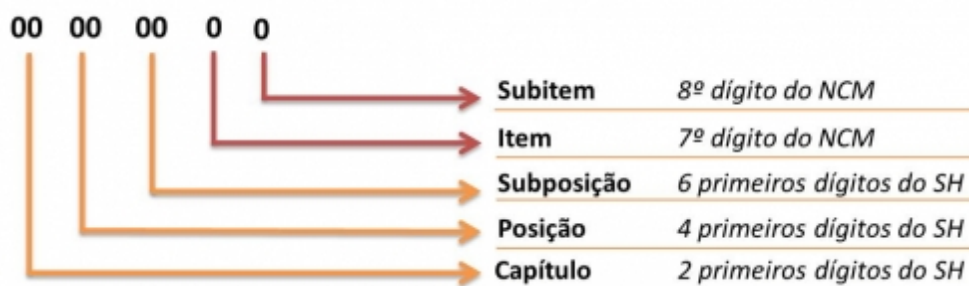 00 00 00 0 0
Subitem 8º dígito do NCM
Item 7º dígito do NCM
Subposição 6 primeiros dígitos do SH
Posição 4 primeiros dígitos do SH
Capítulo 2 primeiros dígitos do SH